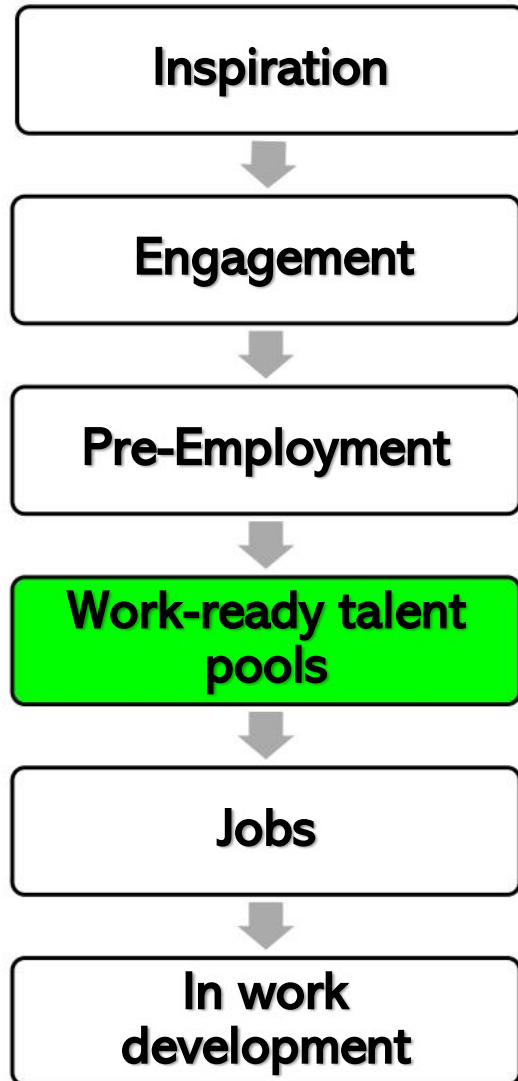 Inspiration
Engagement
Pre-Employment
Work-ready talent
pools
Jobs
In work
development